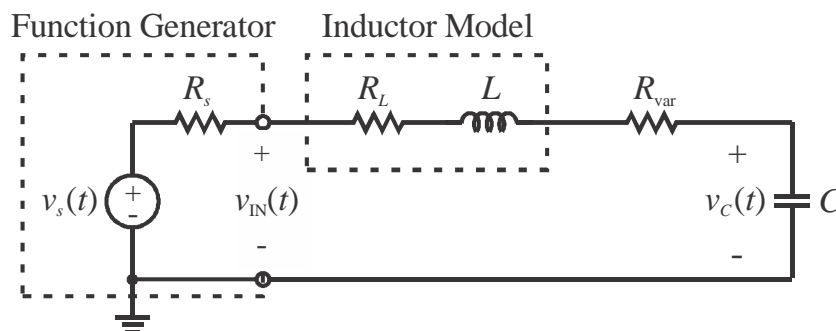 Function Generator
Inductor Model
R_s
R_L
L
R_var
+
+
v_s(t)
+
-
v_IN(t)
v_C(t)
C
-
-